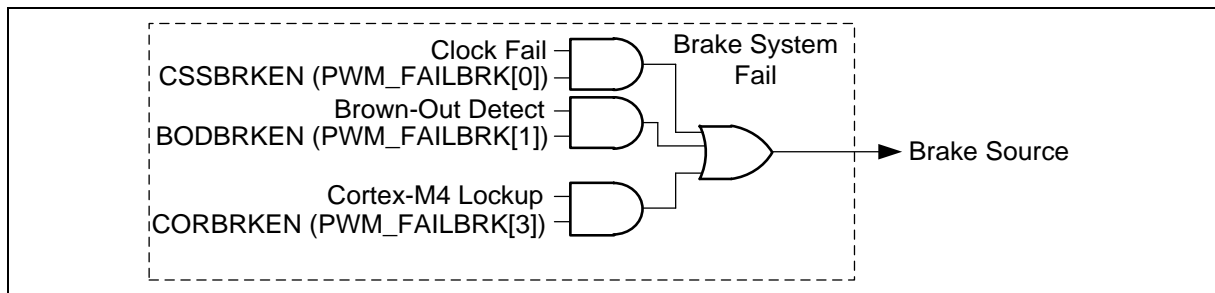 Clock Fail
CSSBRKEN (PWM_FAILBRK[0])
Brown-Out Detect
BODBRKEN (PWM_FAILBRK[1])
Cortex-M4 Lockup
CORBRKEN (PWM_FAILBRK[3])
Brake System
Fail
Brake Source